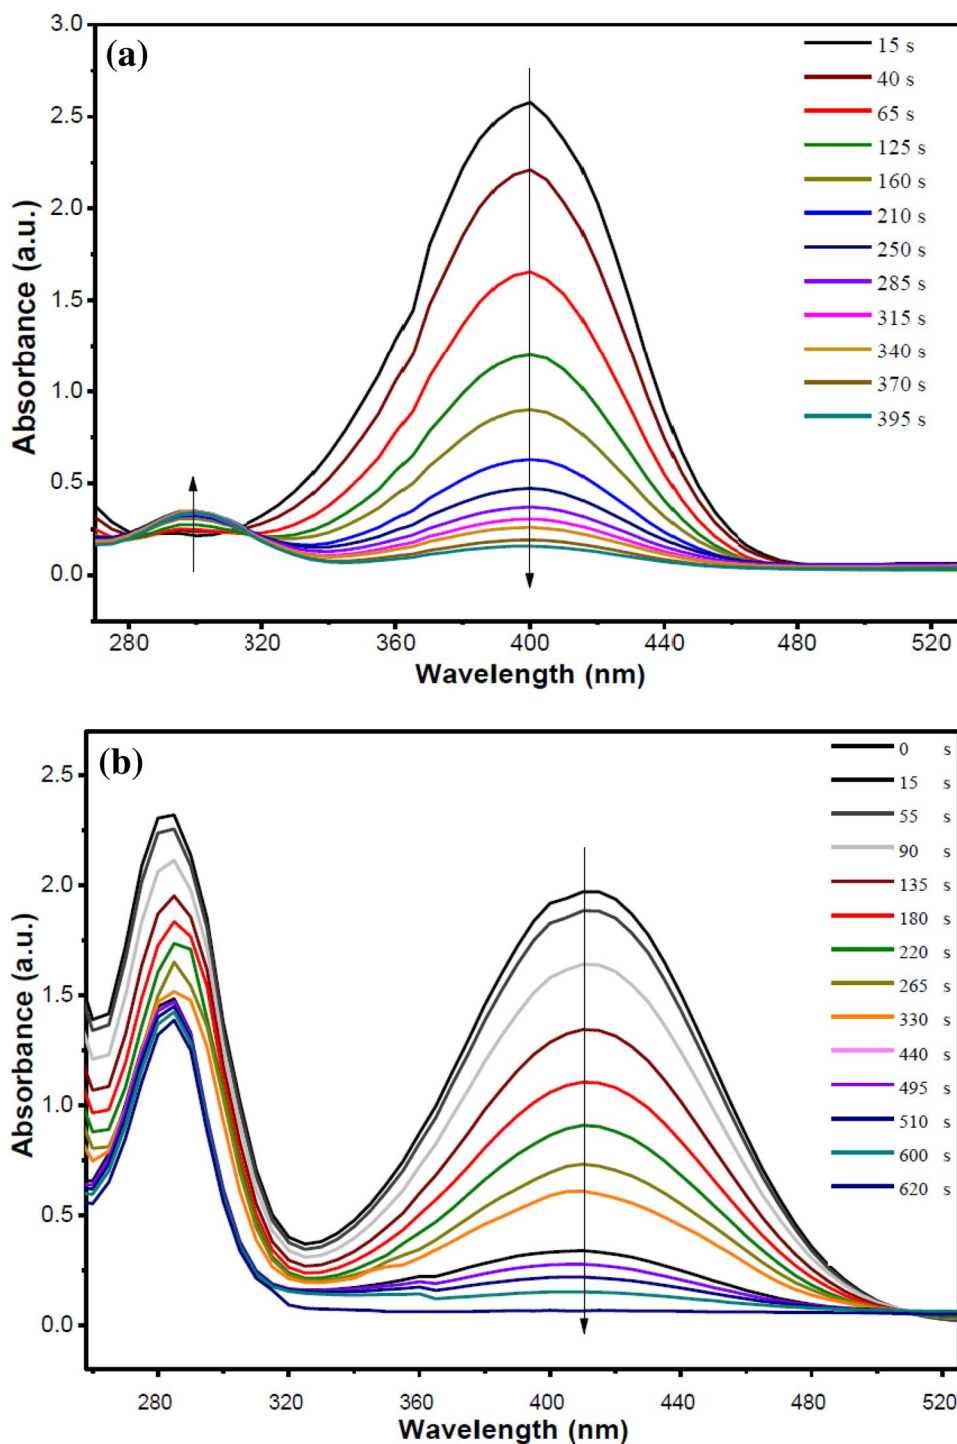 (a)
3.0
2.5
2.0
1.5
1.0
0.5
0.0
Absorbance (a.u.)
15 s
40 s
65 s
125 s
160 s
210 s
250 s
285 s
315 s
340 s
370 s
395 s
280 320 360 400 440 480 520
Wavelength (nm)
(b)
2.5
2.0
1.5
1.0
0.5
0.0
Absorbance (a.u.)
0 s
15 s
55 s
90 s
135 s
180 s
220 s
265 s
330 s
440 s
495 s
510 s
600 s
620 s
280 320 360 400 440 480 520
Wavelength (nm)